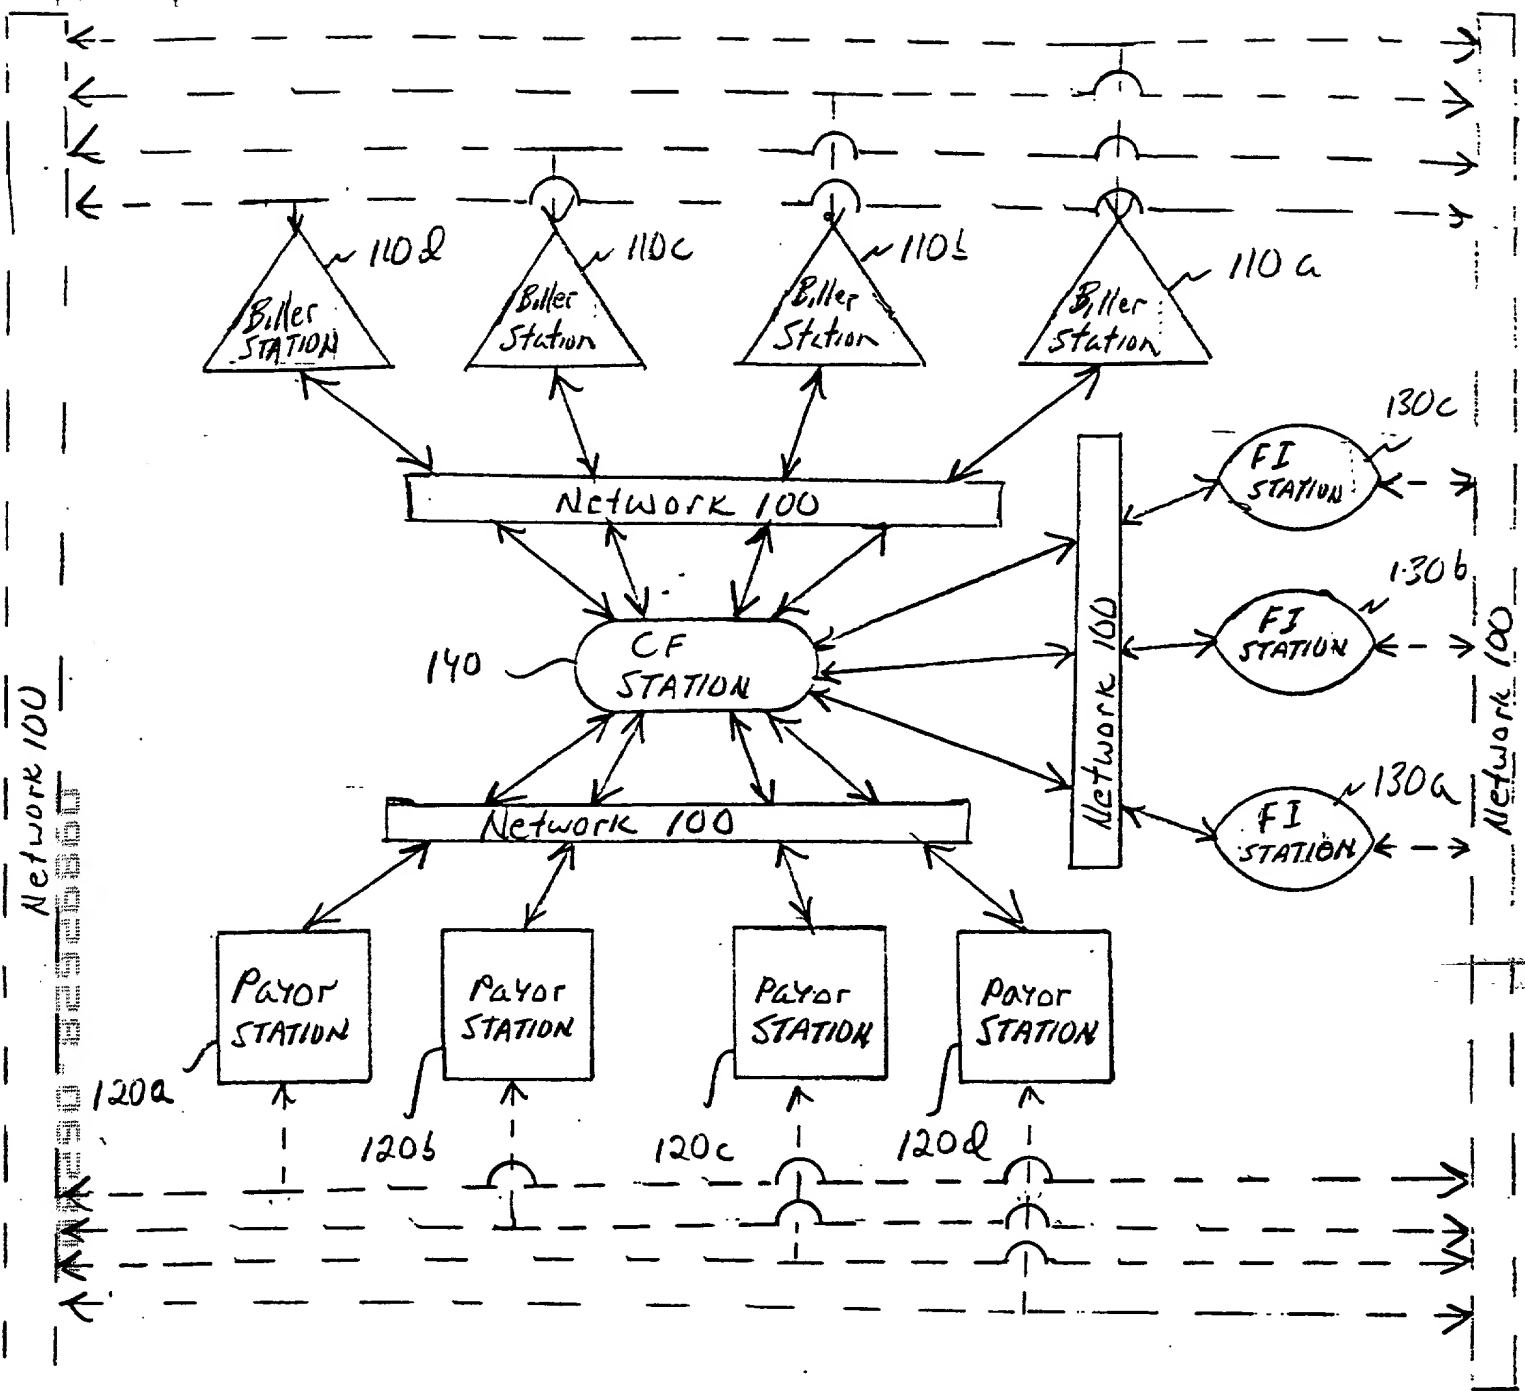 110d
110c
110b
110a
Biller
STATION
Biller
Station
Biller
Station
Biller
Station
130c
FI
STATION
Network 100
130b
FI
STATION
CF
STATION
140
Network 100
130a
FI
STATION
Network 100
Network 100
Network 100
Payor
STATION
Payor
STATION
Payor
STATION
Payor
STATION
120a
120b
120c
120d